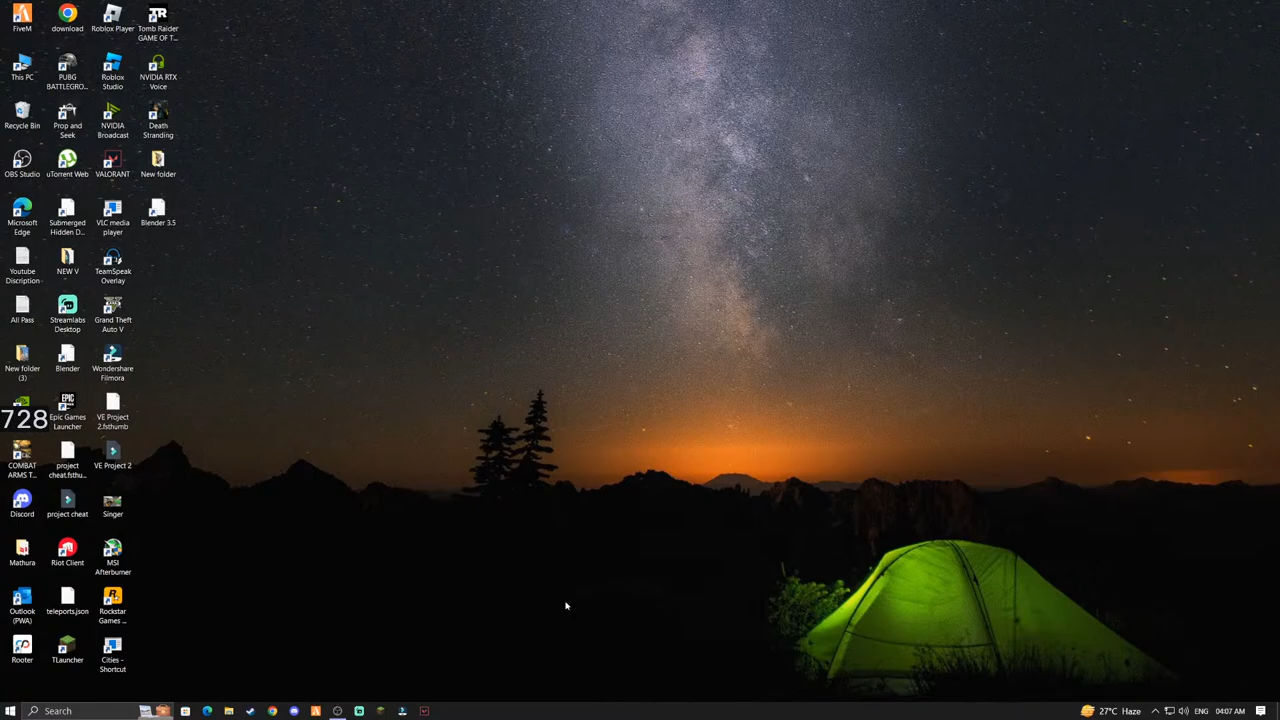 FiveM
download
Roblox Player
Tomb Raider
GAME OF T...
This PC
PUBG
BATTLEGRO...
Roblox
Studio
NVIDIA RTX
Voice
Recycle Bin
Prop and
Seek
NVIDIA
Broadcast
Death
Stranding
OBS Studio
uTorrent Web
VALORANT
New folder
Microsoft
Edge
Submerged
Hidden D...
VLC media
player
Blender 3.5
Youtube
Discription
NEW V
TeamSpeak
Overlay
All Pass
Streamlabs
Desktop
Grand Theft
Auto V
New folder
(3)
Blender
Wondershare
Filmora
728
Epic Games
Launcher
VE Project
2.fsthumb
COMBAT
ARMS T...
project
cheat.fsthu...
VE Project 2
Discord
project cheat
Singer
Mathura
Riot Client
MSI
Afterburner
Outlook
(PWA)
teleports.json
Rockstar
Games ...
Rooter
TLauncher
Cities -
Shortcut
Search
27°C Haze
ENG
04:07 AM